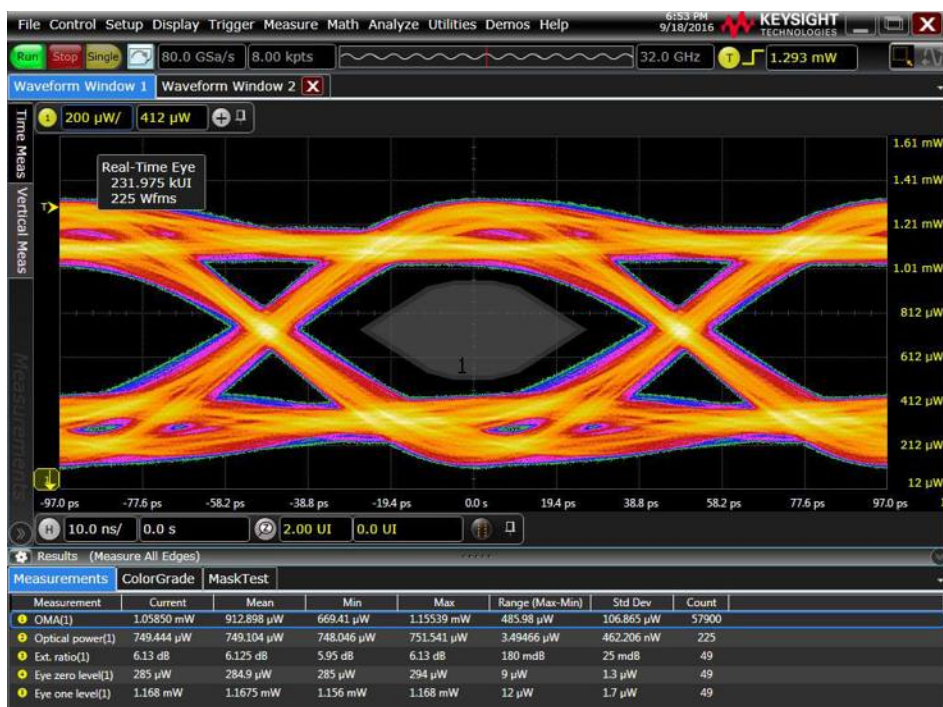 File Control Setup Display Trigger Measure Math Analyze Utilities Demos Help
6:53 PM
9/18/2016
KEYSIGHT
TECHNOLOGIES
Run Stop Single 80.0 GSa/s 8.00 kpts 32.0 GHz T 1.293 mW
Waveform Window 1 Waveform Window 2
Time Meas
Vertical Meas
Measurements
1 200 µW/ 412 µW
Real-Time Eye
231.975 kUI
225 Wfms
T
1
1
1.61 mW
1.41 mW
1.21 mW
1.01 mW
812 µW
612 µW
412 µW
212 µW
12 µW
-97.0 ps -77.6 ps -58.2 ps -38.8 ps -19.4 ps 0.0 s 19.4 ps 38.8 ps 58.2 ps 77.6 ps 97.0 ps
H 10.0 ns/ 0.0 s 2.00 UI 0.0 UI
Results (Measure All Edges)
Measurements ColorGrade MaskTest
Measurement Current Mean Min Max Range (Max-Min) Std Dev Count
OMA(1) 1.05850 mW 912.898 µW 669.41 µW 1.15539 mW 485.98 µW 106.865 µW 57900
Optical power(1) 749.444 µW 749.104 µW 748.046 µW 751.541 µW 3.49466 µW 462.206 nW 225
Ext. ratio(1) 6.13 dB 6.125 dB 5.95 dB 6.13 dB 180 mdB 25 mdB 49
Eye zero level(1) 285 µW 284.9 µW 285 µW 294 µW 9 µW 1.3 µW 49
Eye one level(1) 1.168 mW 1.1675 mW 1.156 mW 1.168 mW 12 µW 1.7 µW 49